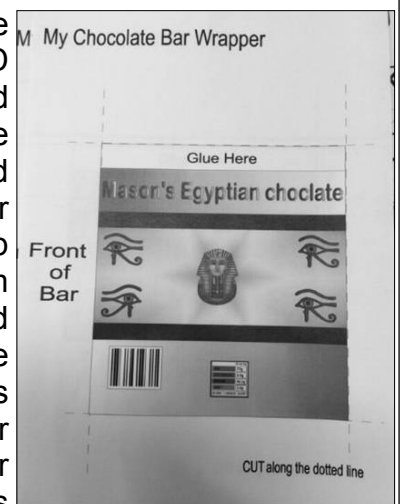 M My Chocolate Bar Wrapper
Glue Here
Mason's Egyptian choclate
Front
of
Bar
CUT along the dotted line